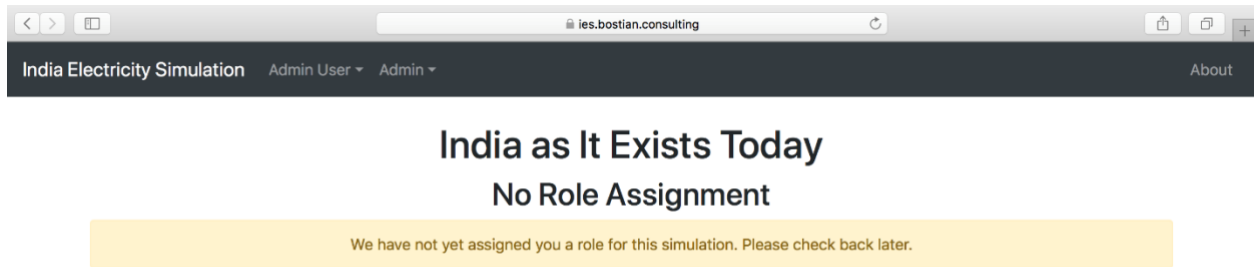 ies.bostian.consulting
India Electricity Simulation Admin User Admin About
India as It Exists Today
No Role Assignment
We have not yet assigned you a role for this simulation. Please check back later.